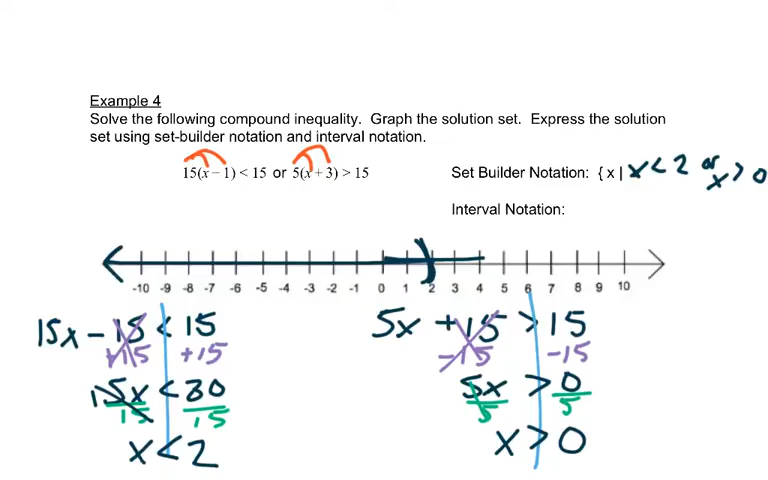 Example 4
Solve the following compound inequality. Graph the solution set. Express the solution
set using set-builder notation and interval notation.
15(x − 1) < 15 or 5(x + 3) > 15
Set Builder Notation: { x | x < 2 or x > 0
Interval Notation:
-10 -9 -8 -7 -6 -5 -4 -3 -2 -1 0 1 2 3 4 5 6 7 8 9 10
15x − 15 < 15
+15 +15
15x < 30
15 15
x < 2
5x + 15 > 15
−15 −15
5x > 0
5 5
x > 0